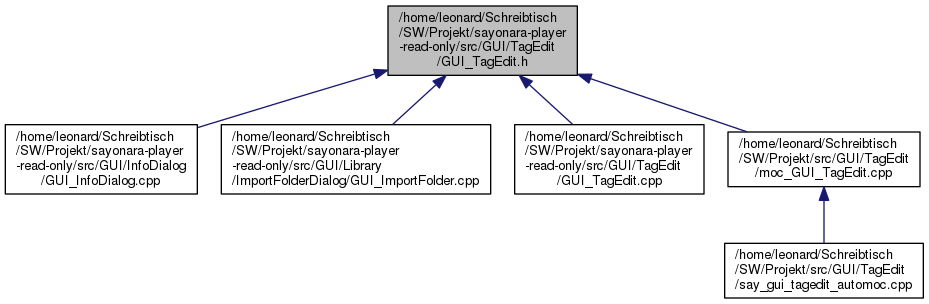 /home/leonard/Schreibtisch
/SW/Projekt/sayonara-player
-read-only/src/GUI/TagEdit
/GUI_TagEdit.h
/home/leonard/Schreibtisch
/SW/Projekt/sayonara-player
-read-only/src/GUI/InfoDialog
/GUI_InfoDialog.cpp
/home/leonard/Schreibtisch
/SW/Projekt/sayonara-player
-read-only/src/GUI/Library
/ImportFolderDialog/GUI_ImportFolder.cpp
/home/leonard/Schreibtisch
/SW/Projekt/sayonara-player
-read-only/src/GUI/TagEdit
/GUI_TagEdit.cpp
/home/leonard/Schreibtisch
/SW/Projekt/src/GUI/TagEdit
/moc_GUI_TagEdit.cpp
/home/leonard/Schreibtisch
/SW/Projekt/src/GUI/TagEdit
/say_gui_tagedit_automoc.cpp